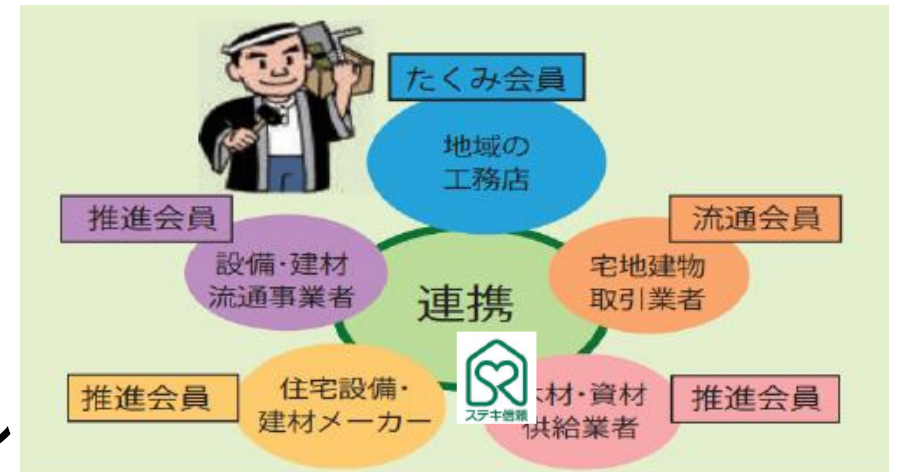 たくみ会員
地域の
工務店
推進会員
設備・建材
流通事業者
流通会員
宅地建物
取引業者
連携
推進会員
住宅設備・
建材メーカー
ステキ信頼
材・資材
供給業者
推進会員